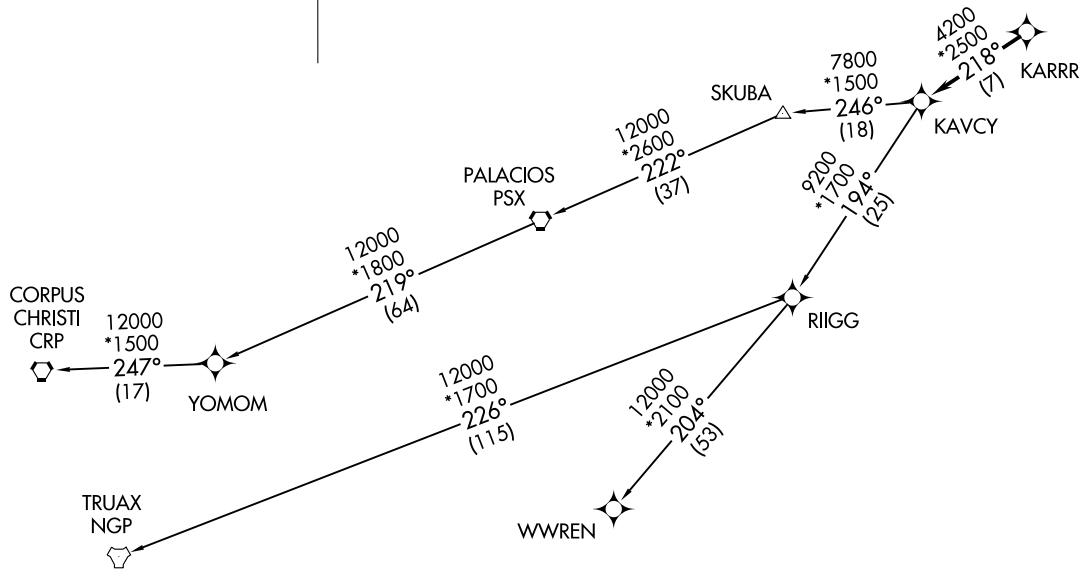 4200
*2500
218°
(7)
KARRR
7800
*1500
246°
(18)
SKUBA
KAVCY
12000
*2600
222°
(37)
PALACIOS
PSX
9200
*1700
194°
(25)
12000
*1800
219°
(64)
CORPUS
CHRISTI
CRP
12000
*1500
247°
(17)
YOMOM
RIIGG
12000
*1700
226°
(115)
12000
*2100
204°
(53)
TRUAX
NGP
WWREN